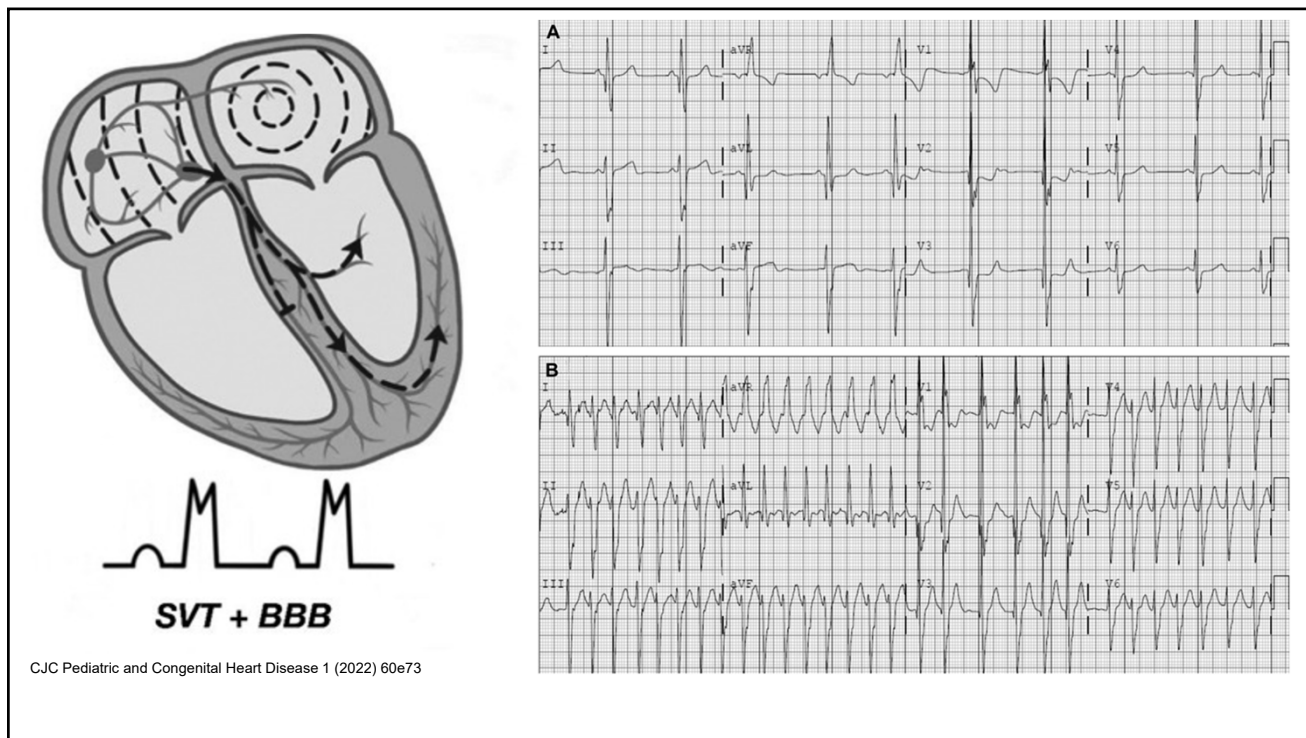 A
I aVR V1 V4
II aVL V2 V5
III aVF V3 V6
B
I aVR V1 V4
II aVL V2 V5
III aVF V3 V6
SVT + BBB
CJC Pediatric and Congenital Heart Disease 1 (2022) 60e73